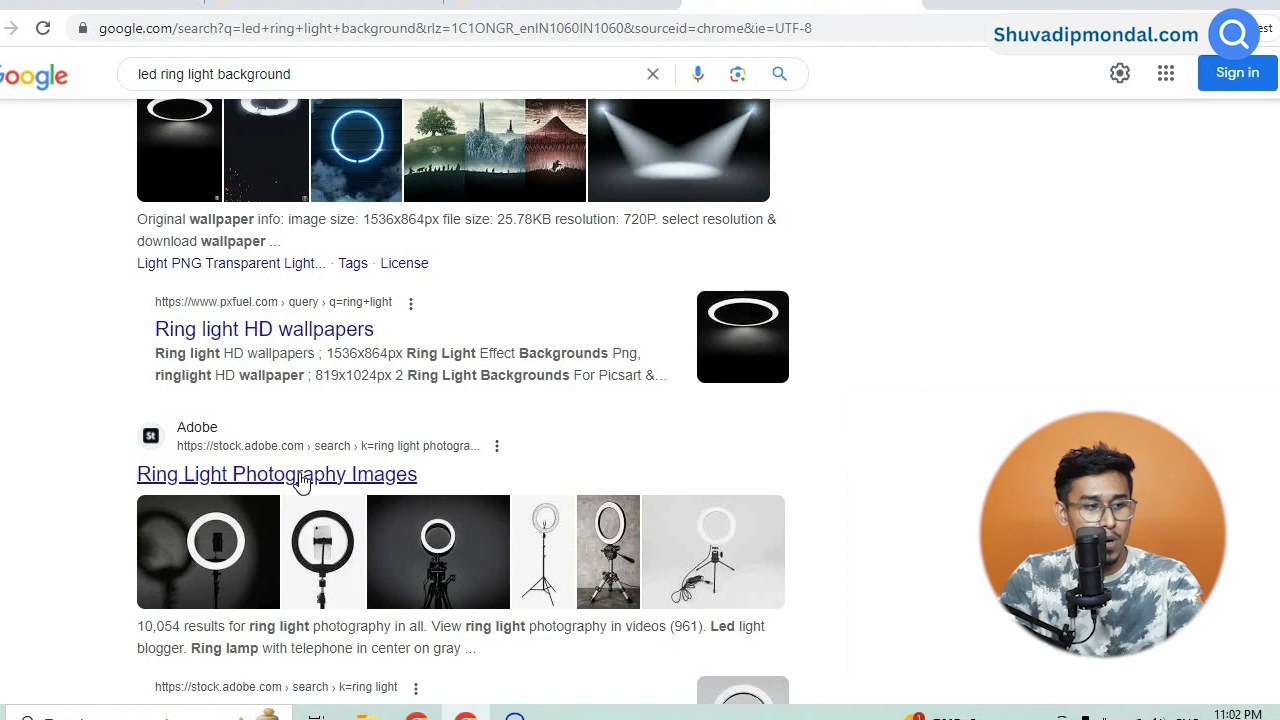 google.com/search?q=led+ring+light+background&rlz=1C1ONGR_enIN1060IN1060&sourceid=chrome&ie=UTF-8
Shuvadipmondal.com
led ring light background
Sign in
Original wallpaper info: image size: 1536x864px file size: 25.78KB resolution: 720P. select resolution &
download wallpaper ...
Light PNG Transparent Light... · Tags · License
https://www.pxfuel.com › query › q=ring+light
Ring light HD wallpapers
Ring light HD wallpapers ; 1536x864px Ring Light Effect Backgrounds Png,
ringlight HD wallpaper ; 819x1024px 2 Ring Light Backgrounds For Picsart &...
St
Adobe
https://stock.adobe.com › search › k=ring light photogra...
Ring Light Photography Images
10,054 results for ring light photography in all. View ring light photography in videos (961). Led light
blogger. Ring lamp with telephone in center on gray ...
https://stock.adobe.com › search › k=ring light
11:02 PM